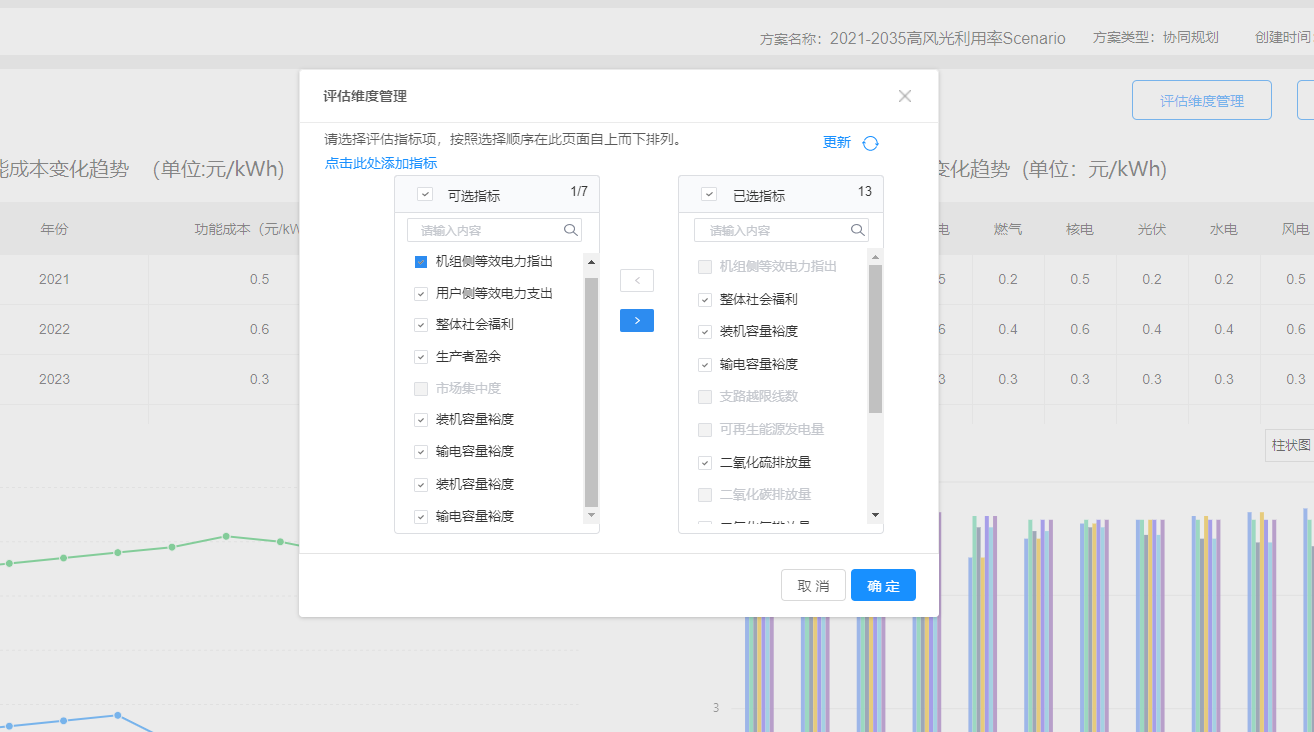 方案名称：2021-2035高风光利用率Scenario 方案类型：协同规划 创建时间
评估维度管理
评估维度管理
请选择评估指标项，按照选择顺序在此页面自上而下排列。
更新
点击此处添加指标
能成本变化趋势 （单位:元/kWh)
变化趋势（单位：元/kWh)
可选指标 1/7
已选指标 13
请输入内容
请输入内容
年份 功能成本（元/kW
电 燃气 核电 光伏 水电 风电
2021 0.5
5 0.2 0.5 0.2 0.2 0.5
2022 0.6
6 0.4 0.6 0.4 0.4 0.6
2023 0.3
3 0.3 0.3 0.3 0.3 0.3
机组侧等效电力指出
用户侧等效电力支出
整体社会福利
生产者盈余
市场集中度
装机容量裕度
输电容量裕度
装机容量裕度
输电容量裕度
机组侧等效电力指出
整体社会福利
装机容量裕度
输电容量裕度
支路越限线数
可再生能源发电量
二氧化硫排放量
二氧化碳排放量
<
>
柱状图
取 消
确 定
3